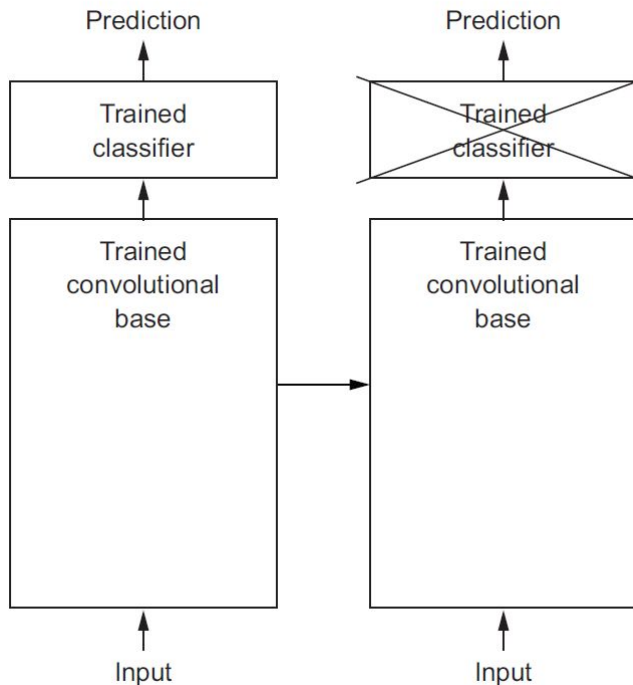 Prediction
Trained
classifier
Trained
convolutional
base
Input
Prediction
Trained
classifier
Trained
convolutional
base
Input